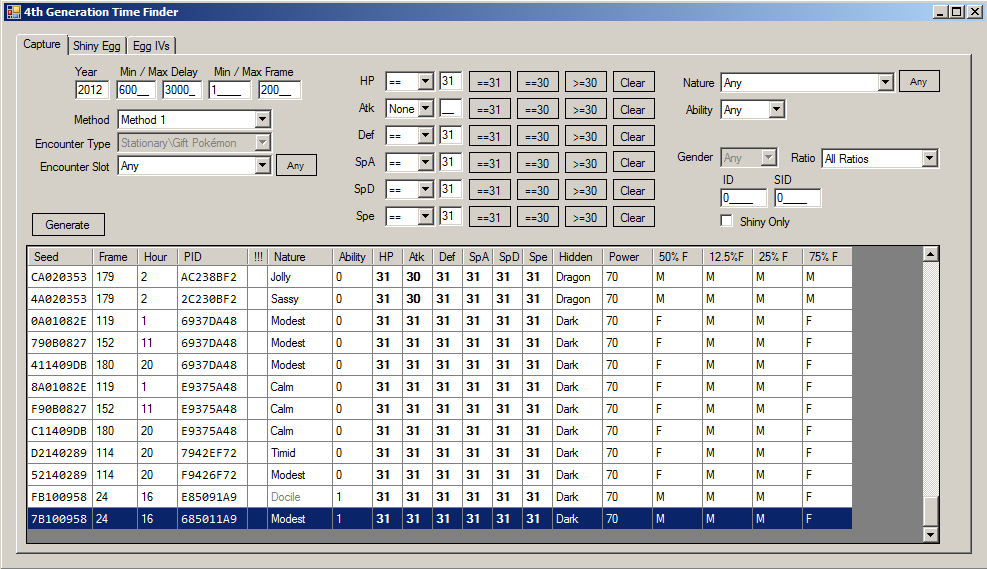 4th Generation Time Finder
Capture Shiny Egg Egg IVs
Year Min / Max Delay Min / Max Frame
2012 600__ 3000_ 1____ 200__
Method Method 1
Encounter Type Stationary\Gift Pokémon
Encounter Slot Any Any
Generate
HP == 31 ==31 ==30 >=30 Clear
Atk None __ ==31 ==30 >=30 Clear
Def == 31 ==31 ==30 >=30 Clear
SpA == 31 ==31 ==30 >=30 Clear
SpD == 31 ==31 ==30 >=30 Clear
Spe == 31 ==31 ==30 >=30 Clear
Nature Any Any
Ability Any
Gender Any Ratio All Ratios
ID SID
0____ 0____
Shiny Only
Seed Frame Hour PID !!! Nature Ability HP Atk Def SpA SpD Spe Hidden Power 50% F 12.5%F 25% F 75% F
CA020353 179 2 AC238BF2 Jolly 0 31 30 31 31 31 31 Dragon 70 M M M M
4A020353 179 2 2C230BF2 Sassy 0 31 30 31 31 31 31 Dragon 70 M M M M
0A01082E 119 1 6937DA48 Modest 0 31 31 31 31 31 31 Dark 70 F M M F
790B0827 152 11 6937DA48 Modest 0 31 31 31 31 31 31 Dark 70 F M M F
411409DB 180 20 6937DA48 Modest 0 31 31 31 31 31 31 Dark 70 F M M F
8A01082E 119 1 E9375A48 Calm 0 31 31 31 31 31 31 Dark 70 F M M F
F90B0827 152 11 E9375A48 Calm 0 31 31 31 31 31 31 Dark 70 F M M F
C11409DB 180 20 E9375A48 Calm 0 31 31 31 31 31 31 Dark 70 F M M F
D2140289 114 20 7942EF72 Timid 0 31 31 31 31 31 31 Dark 70 F M M F
52140289 114 20 F9426F72 Modest 0 31 31 31 31 31 31 Dark 70 F M M F
FB100958 24 16 E85091A9 Docile 1 31 31 31 31 31 31 Dark 70 M M M F
7B100958 24 16 685011A9 Modest 1 31 31 31 31 31 31 Dark 70 M M M F